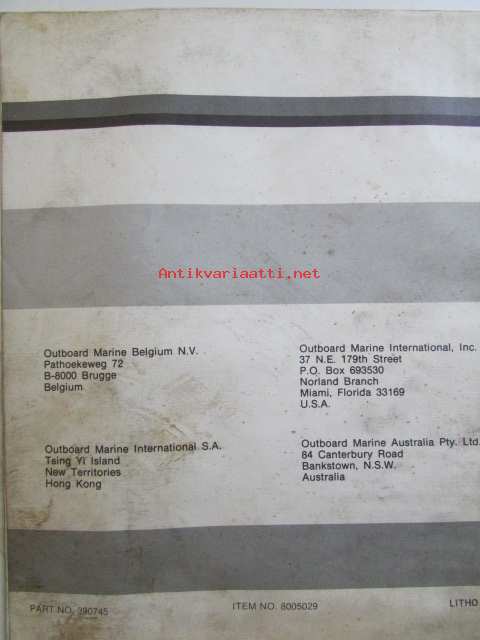 Antikvariaatti.net
Outboard Marine Belgium N.V.
Pathoekeweg 72
B-8000 Brugge
Belgium
Outboard Marine International, Inc.
37 N.E. 179th Street
P.O. Box 693530
Norland Branch
Miami, Florida 33169
U.S.A.
Outboard Marine International S.A.
Tsing Yi Island
New Territories
Hong Kong
Outboard Marine Australia Pty. Ltd.
84 Canterbury Road
Bankstown, N.S.W.
Australia
PART NO. 390745
ITEM NO. 8005029
LITHO